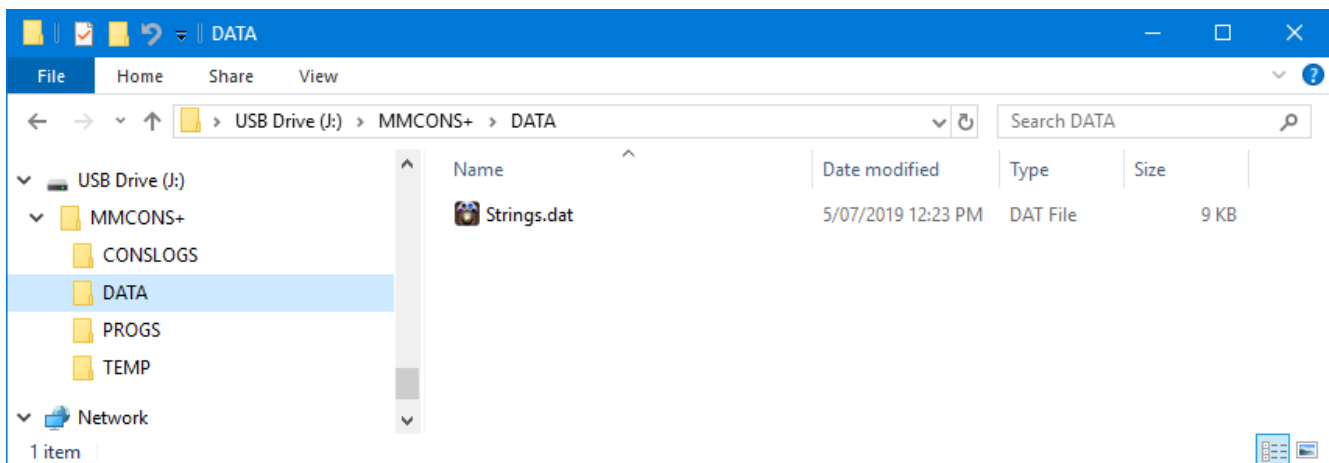 DATA
File Home Share View
USB Drive (J:) > MMCONS+ > DATA Search DATA
USB Drive (J:)
MMCONS+
CONSLOGS
DATA
PROGS
TEMP
Network
Name Date modified Type Size
Strings.dat 5/07/2019 12:23 PM DAT File 9 KB
1 item